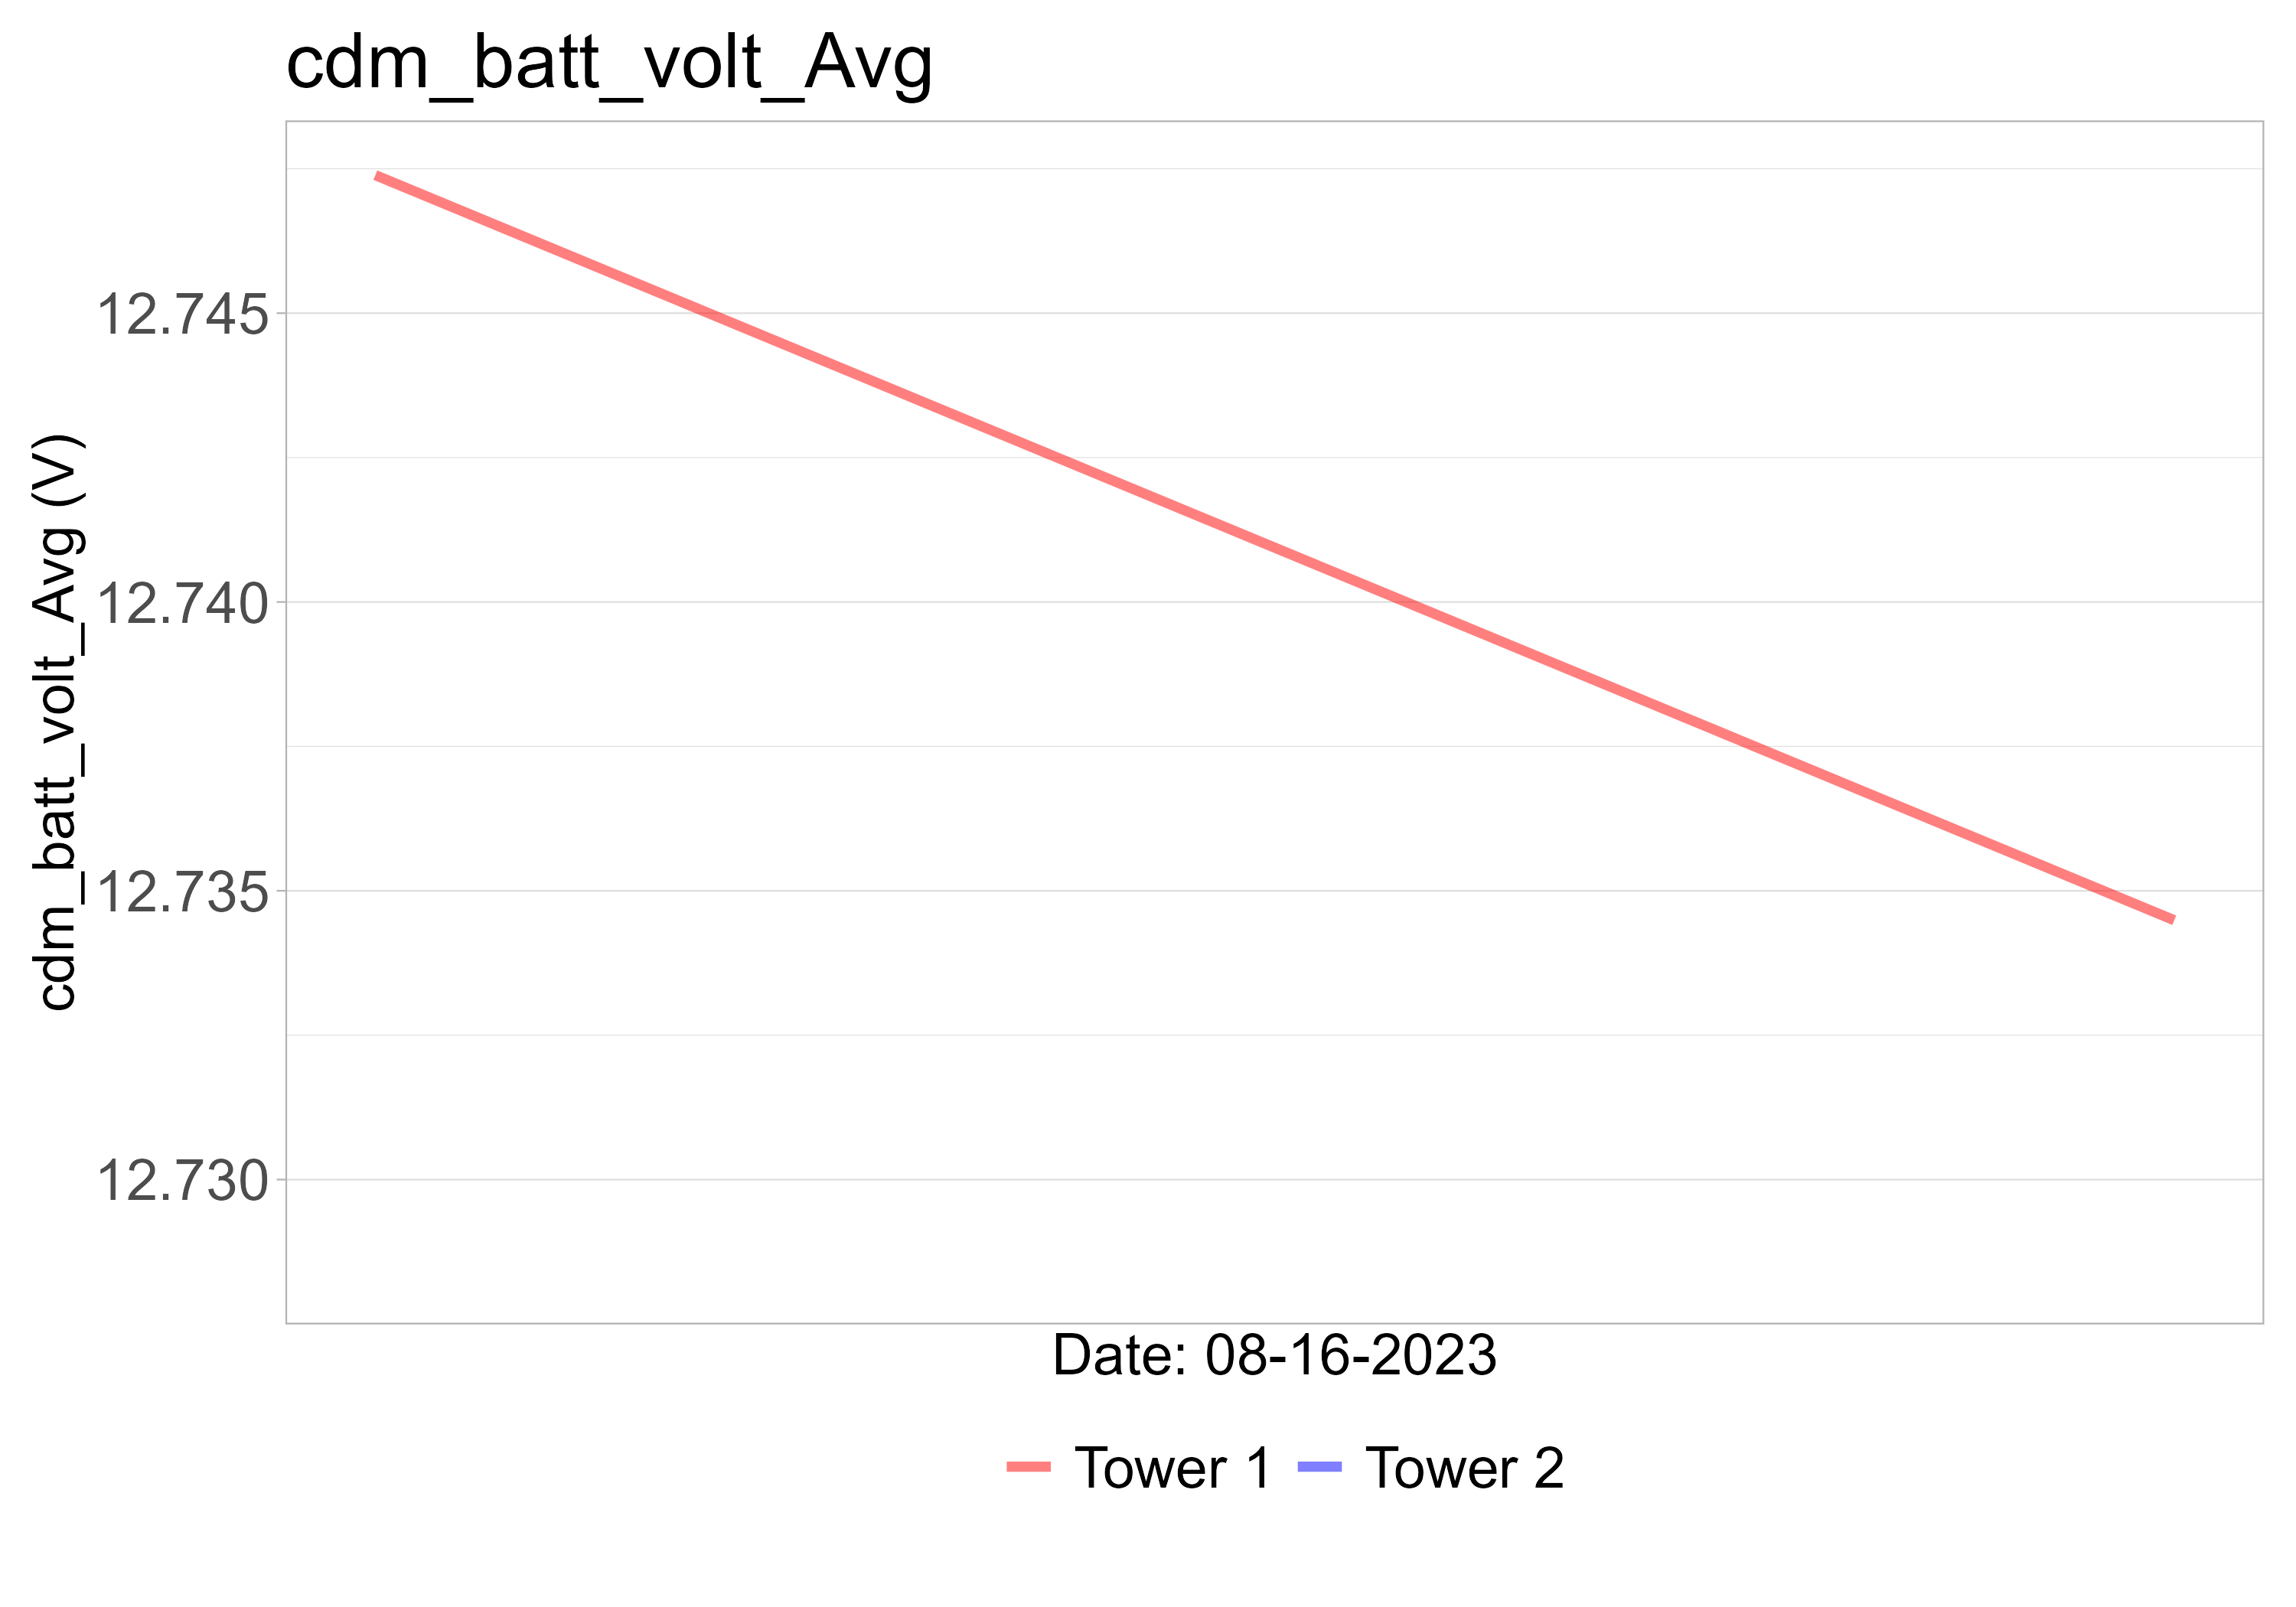 cdm_batt_volt_Avg
cdm_batt_volt_Avg (V)
12.745
12.740
12.735
12.730
Date: 08-16-2023
Tower 1 Tower 2